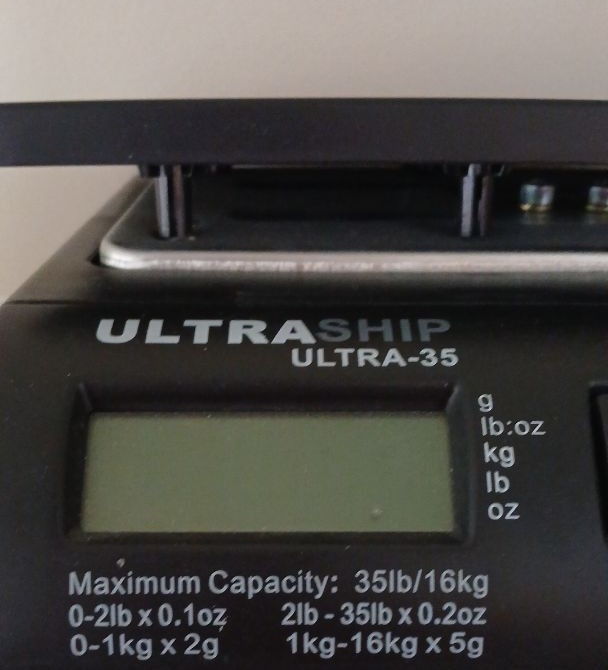 ULTRASHIP
ULTRA-35
g
lb:oz
kg
lb
oz
Maximum Capacity: 35lb/16kg
0-2lb x 0.1oz 2lb - 35lb x 0.2oz
0-1kg x 2g 1kg-16kg x 5g